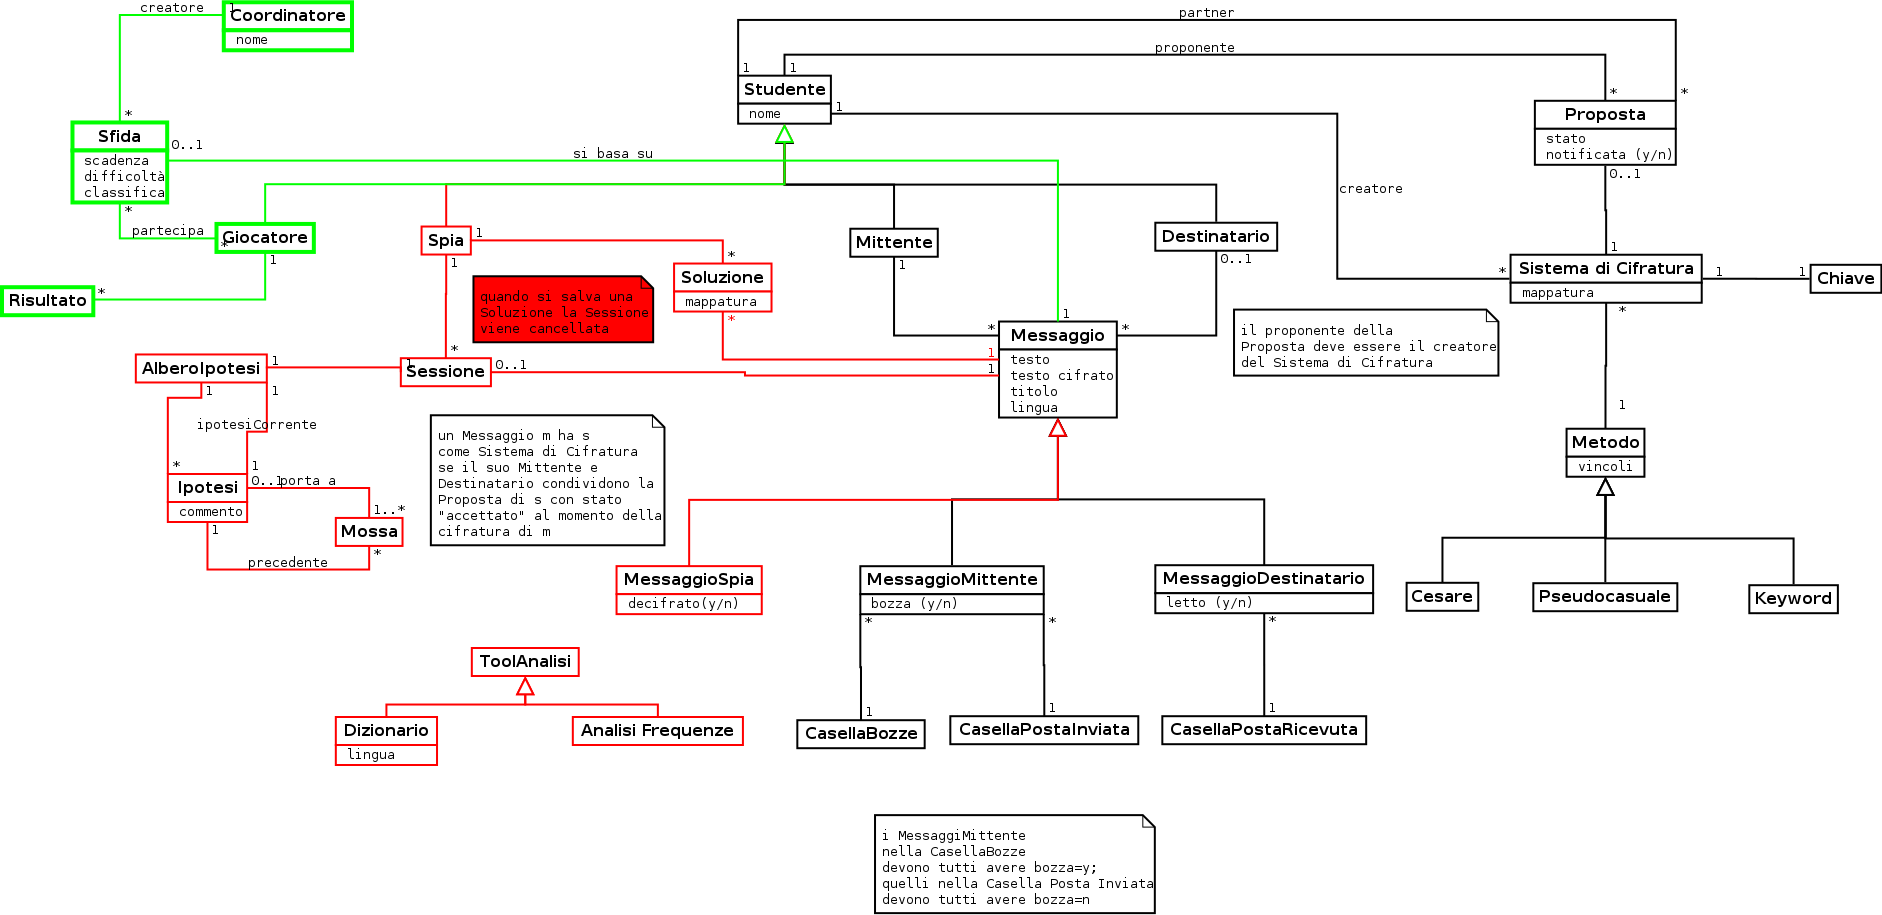 creatore
1
Coordinatore
nome
*
Sfida
scadenza
difficoltà
classifica
0..1
si basa su
*
partecipa
*
Giocatore
1
Risultato
*
partner
proponente
1
1
Studente
nome
1
*
*
Proposta
stato
notificata (y/n)
0..1
creatore
1
*
Sistema di Cifratura
mappatura
1
1
Chiave
*
1
Metodo
vincoli
Cesare
Pseudocasuale
Keyword
Spia
1
1
*
Soluzione
mappatura
*
quando si salva una
Soluzione la Sessione
viene cancellata
Mittente
1
Destinatario
0..1
*
1
*
Messaggio
testo
testo cifrato
titolo
lingua
1
1
il proponente della
Proposta deve essere il creatore
del Sistema di Cifratura
*
1
Sessione
0..1
AlberoIpotesi
1
1
1
ipotesiCorrente
*
1
Ipotesi
commento
0..1
porta a
1..*
Mossa
1
*
precedente
un Messaggio m ha s
come Sistema di Cifratura
se il suo Mittente e
Destinatario condividono la
Proposta di s con stato
"accettato" al momento della
cifratura di m
MessaggioSpia
decifrato(y/n)
MessaggioMittente
bozza (y/n)
*
*
MessaggioDestinatario
letto (y/n)
*
ToolAnalisi
Dizionario
lingua
Analisi Frequenze
1
CasellaBozze
1
CasellaPostaInviata
1
CasellaPostaRicevuta
i MessaggiMittente
nella CasellaBozze
devono tutti avere bozza=y;
quelli nella Casella Posta Inviata
devono tutti avere bozza=n